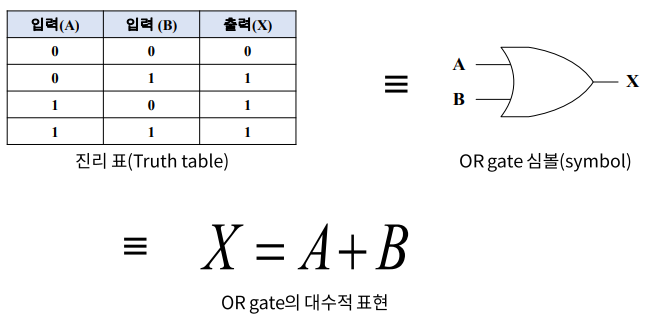 입력(A) 입력 (B) 출력(X)
0 0 0
0 1 1
1 0 1
1 1 1
진리 표(Truth table)
≡
A
B
X
OR gate 심볼(symbol)
≡ X = A + B
OR gate의 대수적 표현